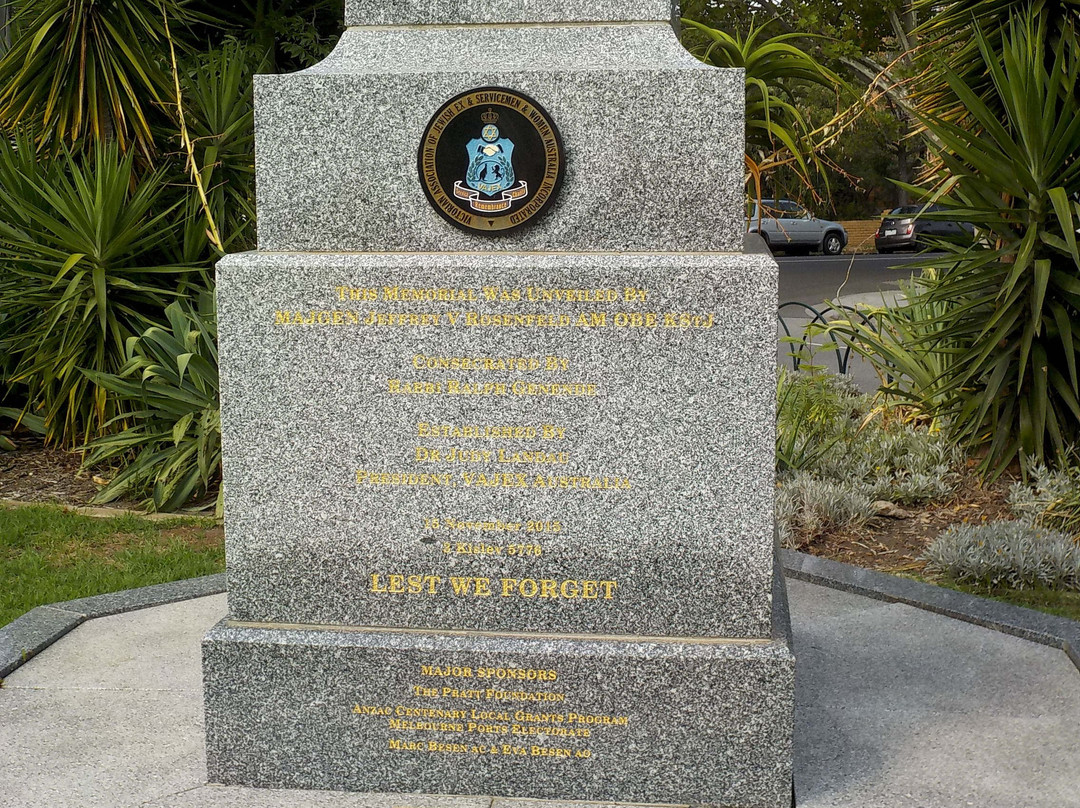 VICTORIAN ASSOCIATION OF JEWISH EX & SERVICEMEN & WOMEN AUSTRALIA INCORPORATED
VAJEX
Remembrance
THIS MEMORIAL WAS UNVEILED BY
MAJGEN JEFFREY V ROSENFELD AM OBE KStJ
CONSECRATED BY
RABBI RALPH GENENDE
ESTABLISHED BY
DR JUDY LANDAU
PRESIDENT, VAJEX AUSTRALIA
15 November 2015
3 Kislev 5776
LEST WE FORGET
MAJOR SPONSORS
THE PRATT FOUNDATION
ANZAC CENTENARY LOCAL GRANTS PROGRAM
MELBOURNE PORTS ELECTORATE
MARC BESEN AC & EVA BESEN AO